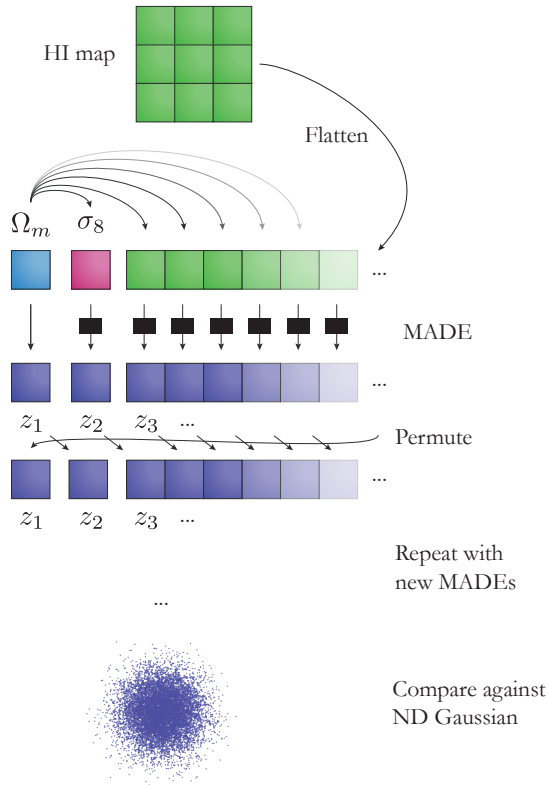 HI map
Flatten
Ωm σ8
...
MADE
...
z1 z2 z3 ...
Permute
...
z1 z2 z3 ...
Repeat with
new MADEs
...
Compare against
ND Gaussian